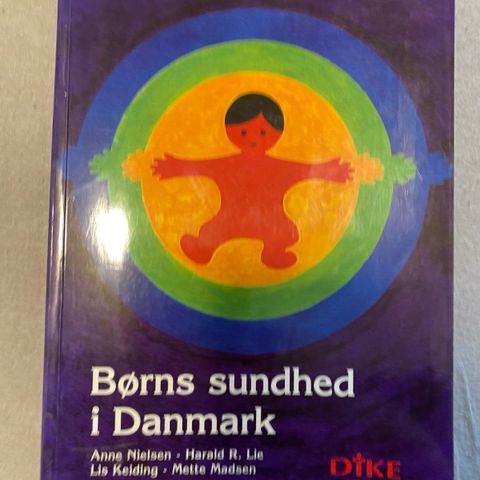 Børns sundhed
i Danmark
Anne Nielsen - Harald R. Lie
Lis Keiding - Mette Madsen
DIKE